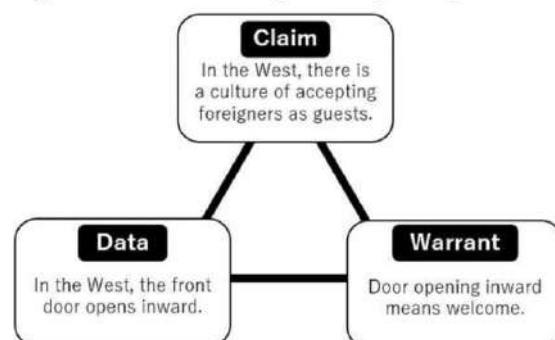 Claim
In the West, there is
a culture of accepting
foreigners as guests.
Data
In the West, the front
door opens inward.
Warrant
Door opening inward
means welcome.